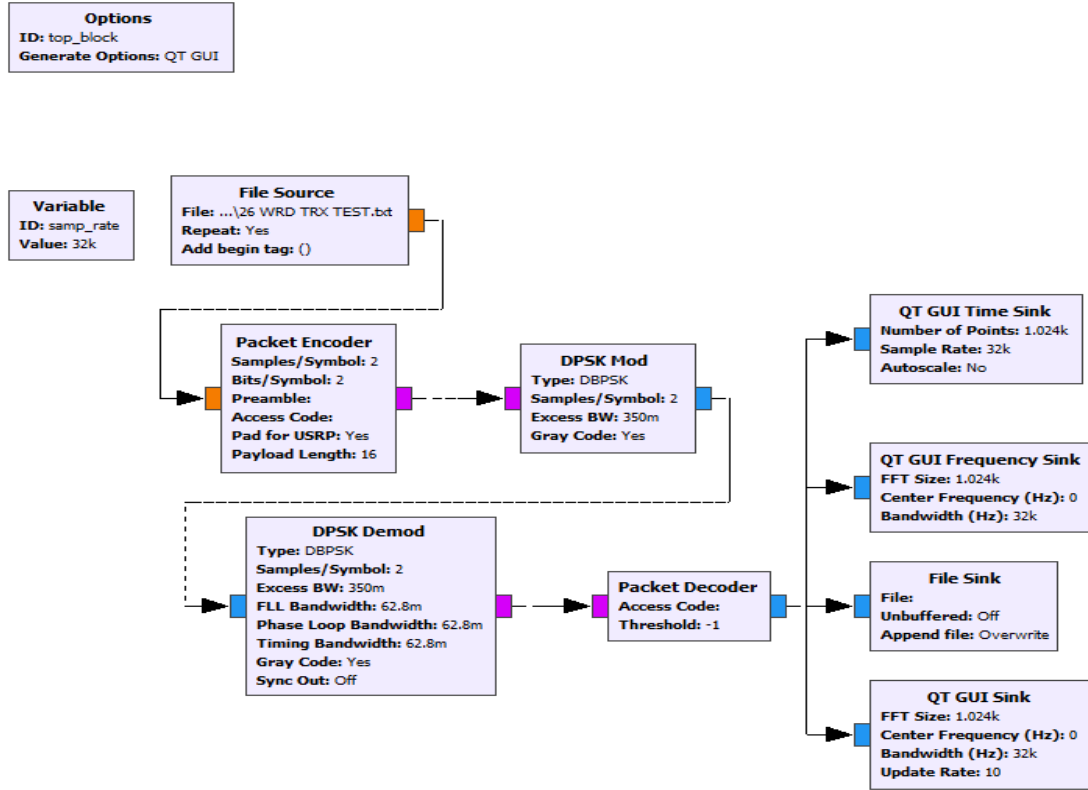 Options
ID: top_block
Generate Options: QT GUI
Variable
ID: samp_rate
Value: 32k
File Source
File: ...\26 WRD TRX TEST.txt
Repeat: Yes
Add begin tag: ()
Packet Encoder
Samples/Symbol: 2
Bits/Symbol: 2
Preamble:
Access Code:
Pad for USRP: Yes
Payload Length: 16
DPSK Mod
Type: DBPSK
Samples/Symbol: 2
Excess BW: 350m
Gray Code: Yes
QT GUI Time Sink
Number of Points: 1.024k
Sample Rate: 32k
Autoscale: No
QT GUI Frequency Sink
FFT Size: 1.024k
Center Frequency (Hz): 0
Bandwidth (Hz): 32k
DPSK Demod
Type: DBPSK
Samples/Symbol: 2
Excess BW: 350m
FLL Bandwidth: 62.8m
Phase Loop Bandwidth: 62.8m
Timing Bandwidth: 62.8m
Gray Code: Yes
Sync Out: Off
Packet Decoder
Access Code:
Threshold: -1
File Sink
File:
Unbuffered: Off
Append file: Overwrite
QT GUI Sink
FFT Size: 1.024k
Center Frequency (Hz): 0
Bandwidth (Hz): 32k
Update Rate: 10